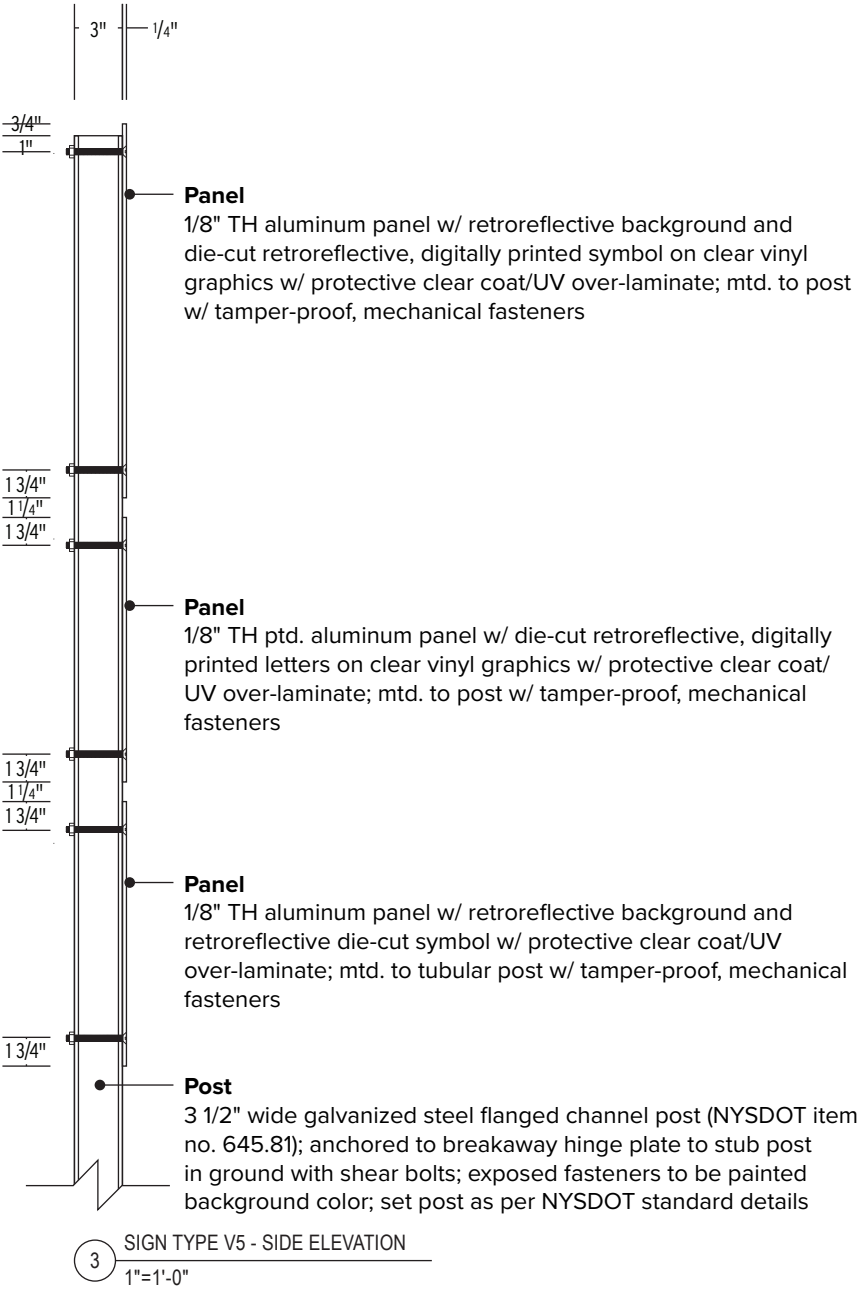 3" 1/4"
3/4"
1"
Panel
1/8" TH aluminum panel w/ retroreflective background and
die-cut retroreflective, digitally printed symbol on clear vinyl
graphics w/ protective clear coat/UV over-laminate; mtd. to post
w/ tamper-proof, mechanical fasteners
1 3/4"
1 1/4"
1 3/4"
Panel
1/8" TH ptd. aluminum panel w/ die-cut retroreflective, digitally
printed letters on clear vinyl graphics w/ protective clear coat/
UV over-laminate; mtd. to post w/ tamper-proof, mechanical
fasteners
1 3/4"
1 1/4"
1 3/4"
Panel
1/8" TH aluminum panel w/ retroreflective background and
retroreflective die-cut symbol w/ protective clear coat/UV
over-laminate; mtd. to tubular post w/ tamper-proof, mechanical
fasteners
1 3/4"
Post
3 1/2" wide galvanized steel flanged channel post (NYSDOT item
no. 645.81); anchored to breakaway hinge plate to stub post
in ground with shear bolts; exposed fasteners to be painted
background color; set post as per NYSDOT standard details
3 SIGN TYPE V5 - SIDE ELEVATION
1"=1'-0"